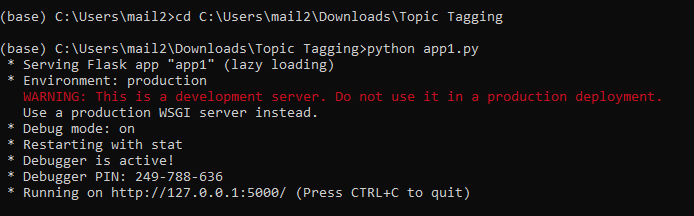 (base) C:\Users\mail2>cd C:\Users\mail2\Downloads\Topic Tagging
(base) C:\Users\mail2\Downloads\Topic Tagging>python app1.py
 * Serving Flask app "app1" (lazy loading)
 * Environment: production
   WARNING: This is a development server. Do not use it in a production deployment.
   Use a production WSGI server instead.
 * Debug mode: on
 * Restarting with stat
 * Debugger is active!
 * Debugger PIN: 249-788-636
 * Running on http://127.0.0.1:5000/ (Press CTRL+C to quit)